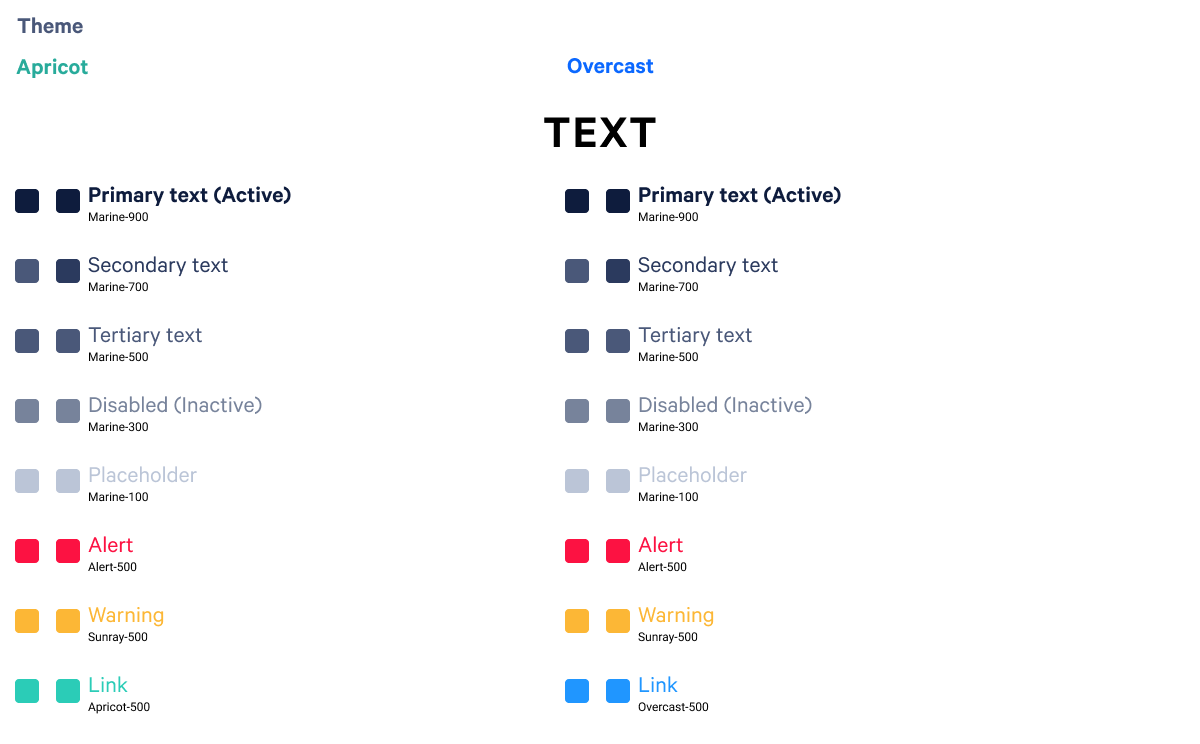 Theme
Apricot
Overcast
TEXT
Primary text (Active)
Marine-900
Primary text (Active)
Marine-900
Secondary text
Marine-700
Secondary text
Marine-700
Tertiary text
Marine-500
Tertiary text
Marine-500
Disabled (Inactive)
Marine-300
Disabled (Inactive)
Marine-300
Placeholder
Marine-100
Placeholder
Marine-100
Alert
Alert-500
Alert
Alert-500
Warning
Sunray-500
Warning
Sunray-500
Link
Apricot-500
Link
Overcast-500